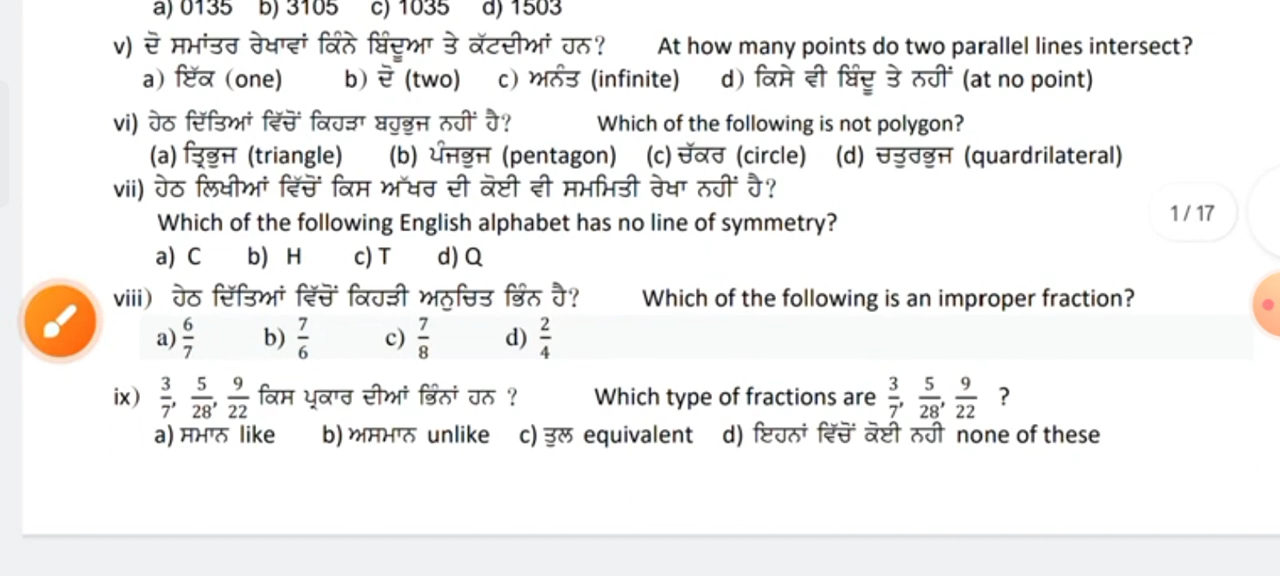 a) 0135 b) 3105 c) 1035 d) 1503
v) ਦੋ ਸਮਾਂਤਰ ਰੇਖਾਵਾਂ ਕਿੰਨੇ ਬਿੰਦੂਆ ਤੇ ਕੱਟਦੀਆਂ ਹਨ? At how many points do two parallel lines intersect?
a) ਇੱਕ (one) b) ਦੋ (two) c) ਅਨੰਤ (infinite) d) ਕਿਸੇ ਵੀ ਬਿੰਦੂ ਤੇ ਨਹੀਂ (at no point)
vi) ਹੇਠ ਦਿੱਤਿਆਂ ਵਿੱਚੋਂ ਕਿਹੜਾ ਬਹੁਭੁਜ ਨਹੀਂ ਹੈ? Which of the following is not polygon?
(a) ਤ੍ਰਿਭੁਜ (triangle) (b) ਪੰਜਭੁਜ (pentagon) (c) ਚੱਕਰ (circle) (d) ਚਤੁਰਭੁਜ (quardrilateral)
vii) ਹੇਠ ਲਿਖੀਆਂ ਵਿੱਚੋਂ ਕਿਸ ਅੱਖਰ ਦੀ ਕੋਈ ਵੀ ਸਮਮਿਤੀ ਰੇਖਾ ਨਹੀਂ ਹੈ?
Which of the following English alphabet has no line of symmetry?
1 / 17
a) C b) H c) T d) Q
viii) ਹੇਠ ਦਿੱਤਿਆਂ ਵਿੱਚੋਂ ਕਿਹੜੀ ਅਨੁਚਿਤ ਭਿੰਨ ਹੈ? Which of the following is an improper fraction?
a) 6/7 b) 7/6 c) 7/8 d) 2/4
ix) 3/7, 5/28, 9/22 ਕਿਸ ਪ੍ਰਕਾਰ ਦੀਆਂ ਭਿੰਨਾਂ ਹਨ ? Which type of fractions are 3/7, 5/28, 9/22 ?
a) ਸਮਾਨ like b) ਅਸਮਾਨ unlike c) ਤੁਲ equivalent d) ਇਹਨਾਂ ਵਿੱਚੋਂ ਕੋਈ ਨਹੀ none of these